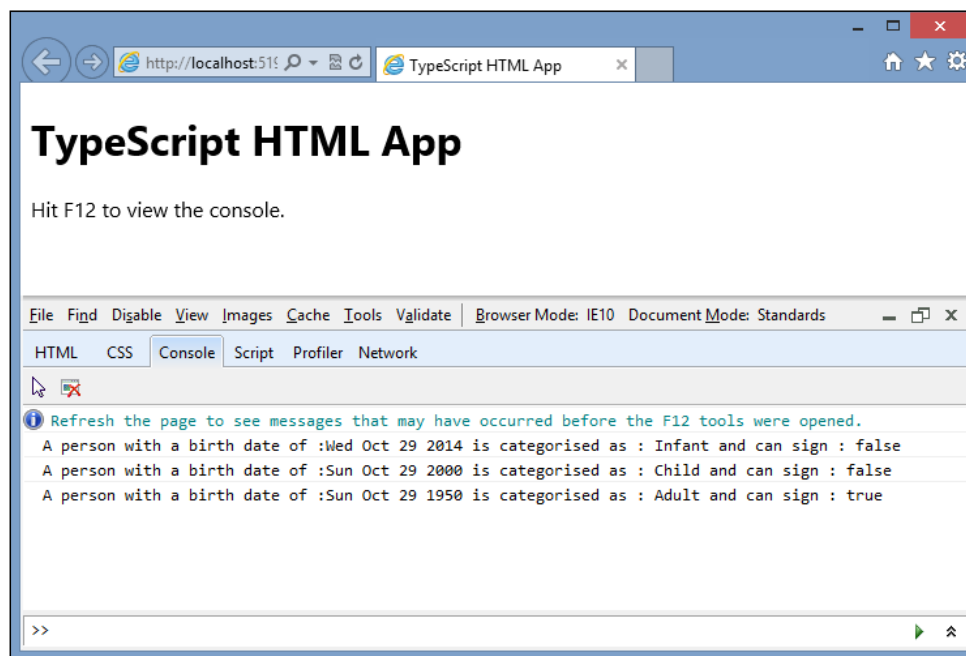 http://localhost:519
TypeScript HTML App
TypeScript HTML App
Hit F12 to view the console.
File Find Disable View Images Cache Tools Validate Browser Mode: IE10 Document Mode: Standards
HTML CSS Console Script Profiler Network
Refresh the page to see messages that may have occurred before the F12 tools were opened.
A person with a birth date of :Wed Oct 29 2014 is categorised as : Infant and can sign : false
A person with a birth date of :Sun Oct 29 2000 is categorised as : Child and can sign : false
A person with a birth date of :Sun Oct 29 1950 is categorised as : Adult and can sign : true
>>